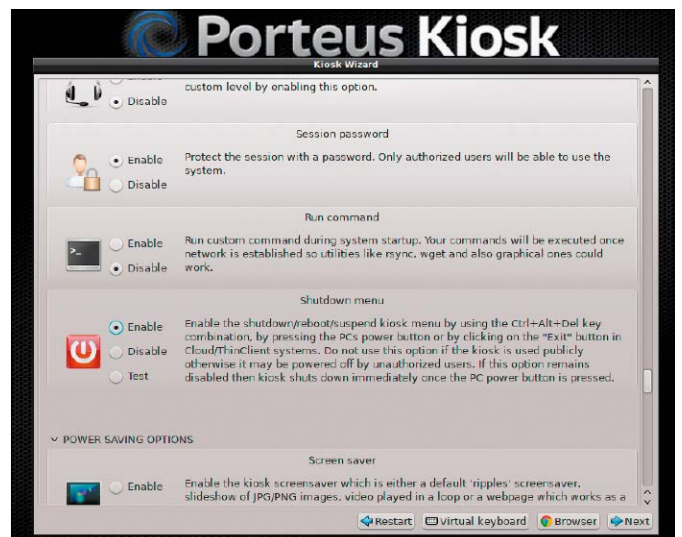 Porteus Kiosk
Kiosk Wizard
custom level by enabling this option.
Disable
Session password
Enable
Protect the session with a password. Only authorized users will be able to use the
system.
Disable
Run command
Enable
Run custom command during system startup. Your commands will be executed once
network is established so utilities like rsync, wget and also graphical ones could
Disable
work.
Shutdown menu
Enable
Enable the shutdown/reboot/suspend kiosk menu by using the Ctrl+Alt+Del key
combination, by pressing the PCs power button or by clicking on the "Exit" button in
Disable
Cloud/ThinClient systems. Do not use this option if the kiosk is used publicly
otherwise it may be powered off by unauthorized users. If this option remains
Test
disabled then kiosk shuts down immediately once the PC power button is pressed.
POWER SAVING OPTIONS
Screen saver
Enable
Enable the kiosk screensaver which is either a default 'ripples' screensaver,
slideshow of JPG/PNG images, video played in a loop or a webpage which works as a
Restart Virtual keyboard Browser Next